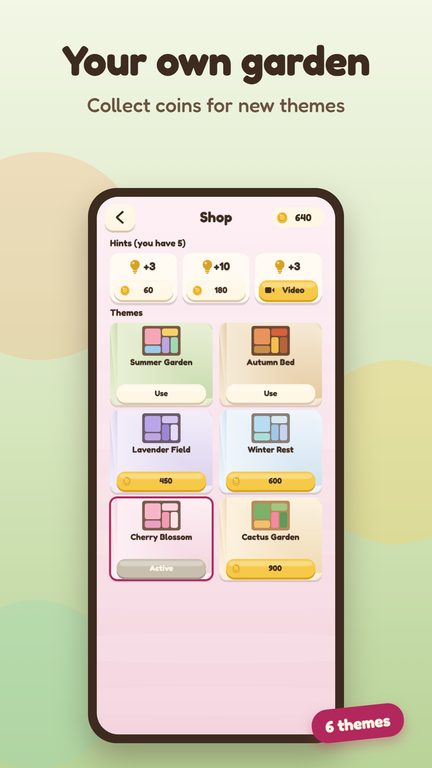 Your own garden
Collect coins for new themes
Shop
640
Hints (you have 5)
+3
+10
+3
60
180
Video
Themes
Summer Garden
Autumn Bed
Use
Use
Lavender Field
Winter Rest
450
600
Cherry Blossom
Cactus Garden
Active
900
6 themes